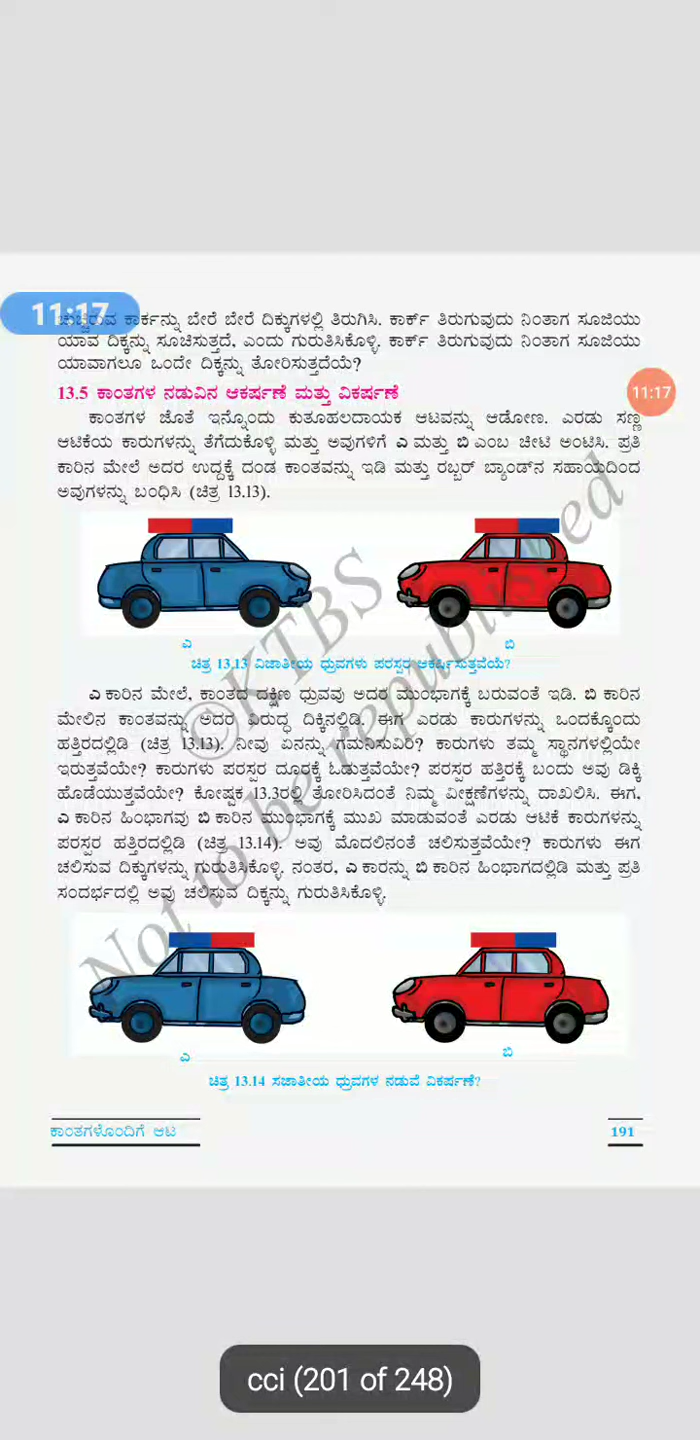 11:17
ಕಾರ್ಕನ್ನು ಬೇರೆ ಬೇರೆ ದಿಕ್ಕುಗಳಲ್ಲಿ ತಿರುಗಿಸಿ. ಕಾರ್ಕ್ ತಿರುಗುವುದು ನಿಂತಾಗ ಸೂಜಿಯು
ಯಾವ ದಿಕ್ಕನ್ನು ಸೂಚಿಸುತ್ತದೆ, ಎಂದು ಗುರುತಿಸಿಕೊಳ್ಳಿ. ಕಾರ್ಕ್ ತಿರುಗುವುದು ನಿಂತಾಗ ಸೂಜಿಯು
ಯಾವಾಗಲೂ ಒಂದೇ ದಿಕ್ಕನ್ನು ತೋರಿಸುತ್ತದೆಯೆ?
13.5 ಕಾಂತಗಳ ನಡುವಿನ ಆಕರ್ಷಣೆ ಮತ್ತು ವಿಕರ್ಷಣೆ
11:17
ಕಾಂತಗಳ ಜೊತೆ ಇನ್ನೊಂದು ಕುತೂಹಲದಾಯಕ ಆಟವನ್ನು ಆಡೋಣ. ಎರಡು ಸಣ್ಣ
ಆಟಿಕೆಯ ಕಾರುಗಳನ್ನು ತೆಗೆದುಕೊಳ್ಳಿ ಮತ್ತು ಅವುಗಳಿಗೆ ಎ ಮತ್ತು ಬಿ ಎಂಬ ಚೀಟಿ ಅಂಟಿಸಿ. ಪ್ರತಿ
ಕಾರಿನ ಮೇಲೆ ಅದರ ಉದ್ದಕ್ಕೆ ದಂಡ ಕಾಂತವನ್ನು ಇಡಿ ಮತ್ತು ರಬ್ಬರ್ ಬ್ಯಾಂಡ್‌ನ ಸಹಾಯದಿಂದ
ಅವುಗಳನ್ನು ಬಂಧಿಸಿ (ಚಿತ್ರ 13.13).
ಎ
ಬಿ
ಚಿತ್ರ 13.13 ವಿಜಾತೀಯ ಧ್ರುವಗಳು ಪರಸ್ಪರ ಆಕರ್ಷಿಸುತ್ತವೆಯೆ?
ಎ ಕಾರಿನ ಮೇಲೆ, ಕಾಂತದ ದಕ್ಷಿಣ ಧ್ರುವವು ಅದರ ಮುಂಭಾಗಕ್ಕೆ ಬರುವಂತೆ ಇಡಿ. ಬಿ ಕಾರಿನ
ಮೇಲಿನ ಕಾಂತವನ್ನು ಅದರ ವಿರುದ್ಧ ದಿಕ್ಕಿನಲ್ಲಿಡಿ. ಈಗ ಎರಡು ಕಾರುಗಳನ್ನು ಒಂದಕ್ಕೊಂದು
ಹತ್ತಿರದಲ್ಲಿಡಿ (ಚಿತ್ರ 13.13). ನೀವು ಏನನ್ನು ಗಮನಿಸುವಿರಿ? ಕಾರುಗಳು ತಮ್ಮ ಸ್ಥಾನಗಳಲ್ಲಿಯೇ
ಇರುತ್ತವೆಯೇ? ಕಾರುಗಳು ಪರಸ್ಪರ ದೂರಕ್ಕೆ ಓಡುತ್ತವೆಯೇ? ಪರಸ್ಪರ ಹತ್ತಿರಕ್ಕೆ ಬಂದು ಅವು ಡಿಕ್ಕಿ
ಹೊಡೆಯುತ್ತವೆಯೇ? ಕೋಷ್ಟಕ 13.3ರಲ್ಲಿ ತೋರಿಸಿದಂತೆ ನಿಮ್ಮ ವೀಕ್ಷಣೆಗಳನ್ನು ದಾಖಲಿಸಿ. ಈಗ,
ಎ ಕಾರಿನ ಹಿಂಭಾಗವು ಬಿ ಕಾರಿನ ಮುಂಭಾಗಕ್ಕೆ ಮುಖ ಮಾಡುವಂತೆ ಎರಡು ಆಟಿಕೆ ಕಾರುಗಳನ್ನು
ಪರಸ್ಪರ ಹತ್ತಿರದಲ್ಲಿಡಿ (ಚಿತ್ರ 13.14). ಅವು ಮೊದಲಿನಂತೆ ಚಲಿಸುತ್ತವೆಯೇ? ಕಾರುಗಳು ಈಗ
ಚಲಿಸುವ ದಿಕ್ಕುಗಳನ್ನು ಗುರುತಿಸಿಕೊಳ್ಳಿ. ನಂತರ, ಎ ಕಾರನ್ನು ಬಿ ಕಾರಿನ ಹಿಂಭಾಗದಲ್ಲಿಡಿ ಮತ್ತು ಪ್ರತಿ
ಸಂದರ್ಭದಲ್ಲಿ ಅವು ಚಲಿಸುವ ದಿಕ್ಕನ್ನು ಗುರುತಿಸಿಕೊಳ್ಳಿ.
ಎ
ಬಿ
ಚಿತ್ರ 13.14 ಸಜಾತೀಯ ಧ್ರುವಗಳ ನಡುವೆ ವಿಕರ್ಷಣೆ?
©KTBS
Not to be republished
ಕಾಂತಗಳೊಂದಿಗೆ ಆಟ
191
cci (201 of 248)